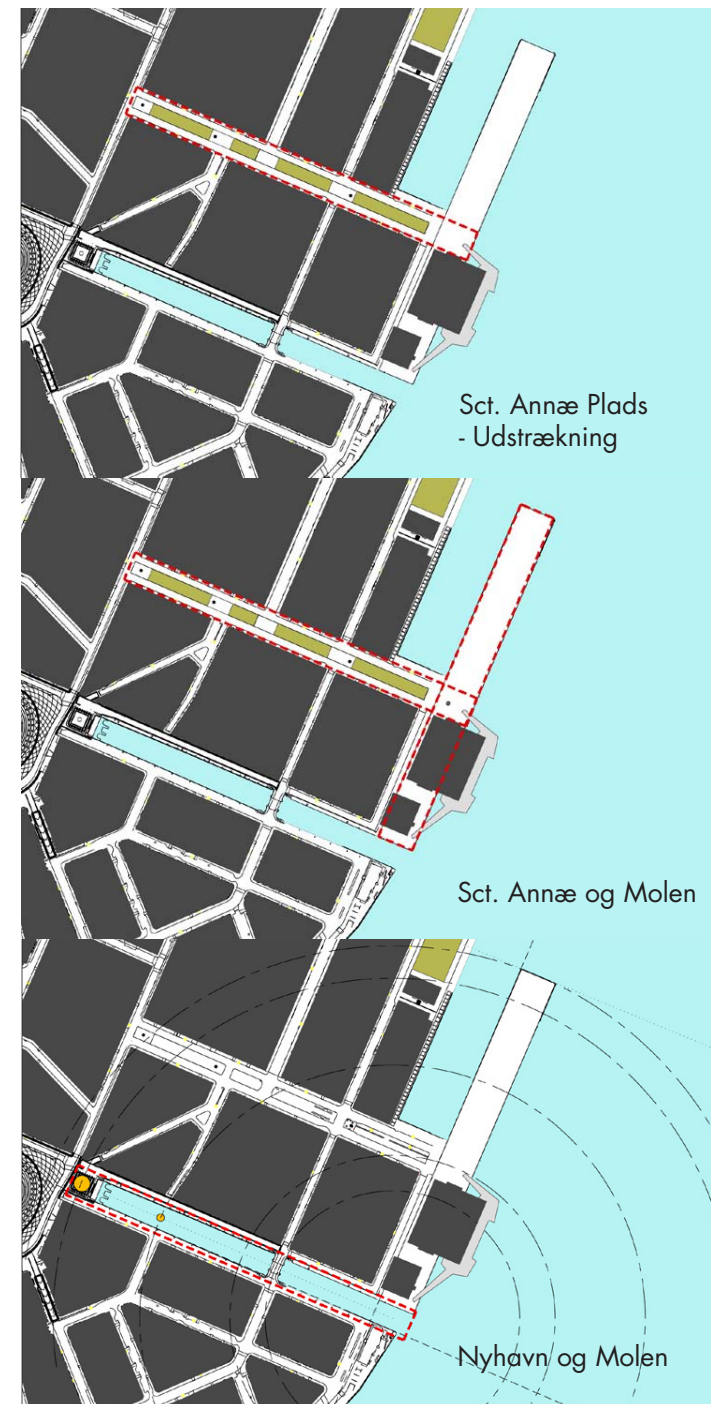 Sct. Annæ Plads
- Udstrækning
Sct. Annæ og Molen
Nyhavn og Molen